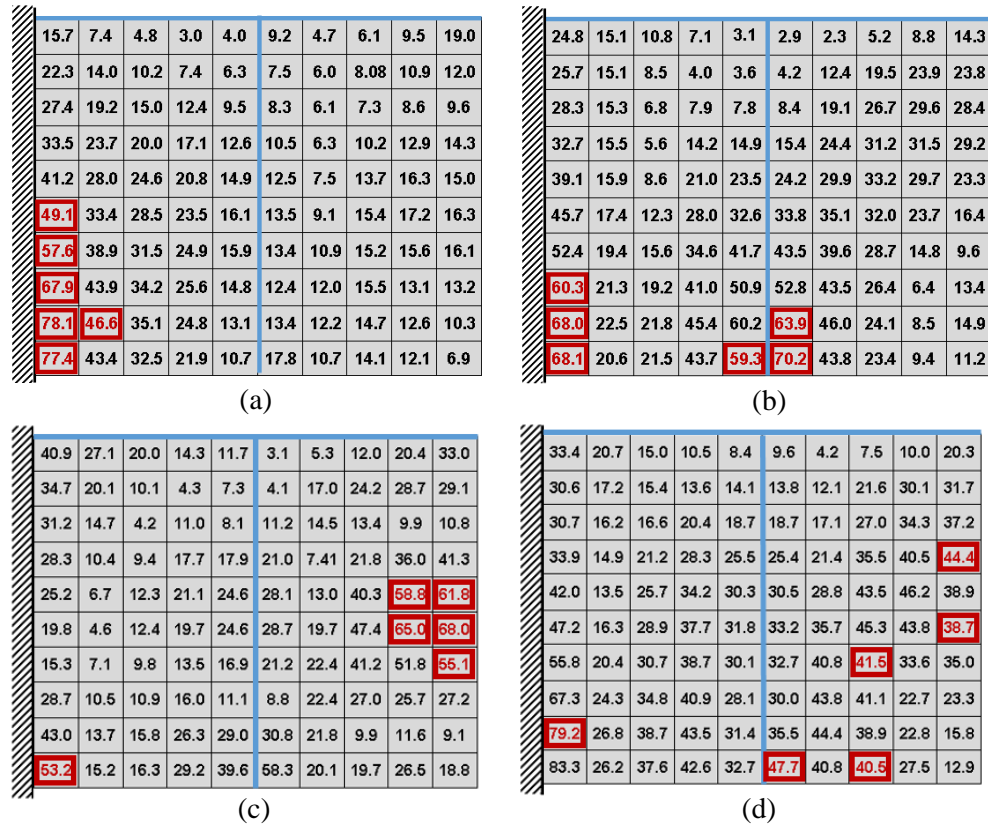 15.7 7.4 4.8 3.0 4.0 9.2 4.7 6.1 9.5 19.0
22.3 14.0 10.2 7.4 6.3 7.5 6.0 8.08 10.9 12.0
27.4 19.2 15.0 12.4 9.5 8.3 6.1 7.3 8.6 9.6
33.5 23.7 20.0 17.1 12.6 10.5 6.3 10.2 12.9 14.3
41.2 28.0 24.6 20.8 14.9 12.5 7.5 13.7 16.3 15.0
49.1 33.4 28.5 23.5 16.1 13.5 9.1 15.4 17.2 16.3
57.6 38.9 31.5 24.9 15.9 13.4 10.9 15.2 15.6 16.1
67.9 43.9 34.2 25.6 14.8 12.4 12.0 15.5 13.1 13.2
78.1 46.6 35.1 24.8 13.1 13.4 12.2 14.7 12.6 10.3
77.4 43.4 32.5 21.9 10.7 17.8 10.7 14.1 12.1 6.9
(a)
24.8 15.1 10.8 7.1 3.1 2.9 2.3 5.2 8.8 14.3
25.7 15.1 8.5 4.0 3.6 4.2 12.4 19.5 23.9 23.8
28.3 15.3 6.8 7.9 7.8 8.4 19.1 26.7 29.6 28.4
32.7 15.5 5.6 14.2 14.9 15.4 24.4 31.2 31.5 29.2
39.1 15.9 8.6 21.0 23.5 24.2 29.9 33.2 29.7 23.3
45.7 17.4 12.3 28.0 32.6 33.8 35.1 32.0 23.7 16.4
52.4 19.4 15.6 34.6 41.7 43.5 39.6 28.7 14.8 9.6
60.3 21.3 19.2 41.0 50.9 52.8 43.5 26.4 6.4 13.4
68.0 22.5 21.8 45.4 60.2 63.9 46.0 24.1 8.5 14.9
68.1 20.6 21.5 43.7 59.3 70.2 43.8 23.4 9.4 11.2
(b)
40.9 27.1 20.0 14.3 11.7 3.1 5.3 12.0 20.4 33.0
34.7 20.1 10.1 4.3 7.3 4.1 17.0 24.2 28.7 29.1
31.2 14.7 4.2 11.0 8.1 11.2 14.5 13.4 9.9 10.8
28.3 10.4 9.4 17.7 17.9 21.0 7.41 21.8 36.0 41.3
25.2 6.7 12.3 21.1 24.6 28.1 13.0 40.3 58.8 61.8
19.8 4.6 12.4 19.7 24.6 28.7 19.7 47.4 65.0 68.0
15.3 7.1 9.8 13.5 16.9 21.2 22.4 41.2 51.8 55.1
28.7 10.5 10.9 16.0 11.1 8.8 22.4 27.0 25.7 27.2
43.0 13.7 15.8 26.3 29.0 30.8 21.8 9.9 11.6 9.1
53.2 15.2 16.3 29.2 39.6 58.3 20.1 19.7 26.5 18.8
(c)
33.4 20.7 15.0 10.5 8.4 9.6 4.2 7.5 10.0 20.3
30.6 17.2 15.4 13.6 14.1 13.8 12.1 21.6 30.1 31.7
30.7 16.2 16.6 20.4 18.7 18.7 17.1 27.0 34.3 37.2
33.9 14.9 21.2 28.3 25.5 25.4 21.4 35.5 40.5 44.4
42.0 13.5 25.7 34.2 30.3 30.5 28.8 43.5 46.2 38.9
47.2 16.3 28.9 37.7 31.8 33.2 35.7 45.3 43.8 38.7
55.8 20.4 30.7 38.7 30.1 32.7 40.8 41.5 33.6 35.0
67.3 24.3 34.8 40.9 28.1 30.0 43.8 41.1 22.7 23.3
79.2 26.8 38.7 43.5 31.4 35.5 44.4 38.9 22.8 15.8
83.3 26.2 37.6 42.6 32.7 47.7 40.8 40.5 27.5 12.9
(d)